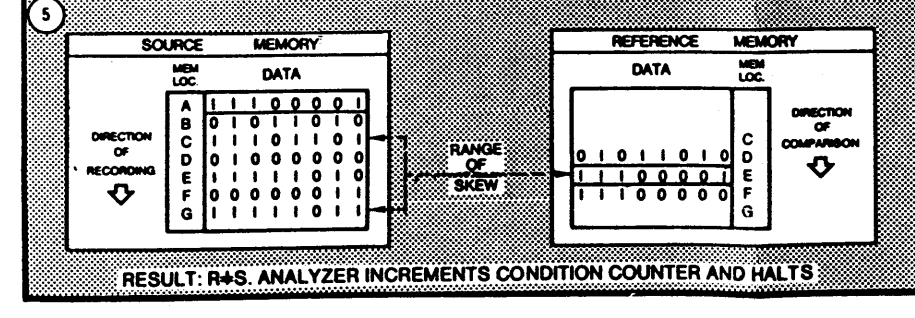 5
SOURCE MEMORY
MEM
LOC.
DATA
A 1 1 1 0 0 0 0 1
B 0 1 0 1 1 0 1 0
C 1 1 1 0 1 1 0 1
D 0 1 0 0 0 0 0 0
E 1 1 1 1 1 0 1 0
F 0 0 0 0 0 0 1 1
G 1 1 1 1 1 0 1 1
DIRECTION
OF
RECORDING
RANGE
OF
SKEW
REFERENCE MEMORY
DATA
MEM
LOC.
C
0 1 0 1 1 0 1 0 D
1 1 1 0 0 0 0 1 E
1 1 1 0 0 0 0 0 F
G
DIRECTION
OF
COMPARISON
RESULT: R≠S. ANALYZER INCREMENTS CONDITION COUNTER AND HALTS